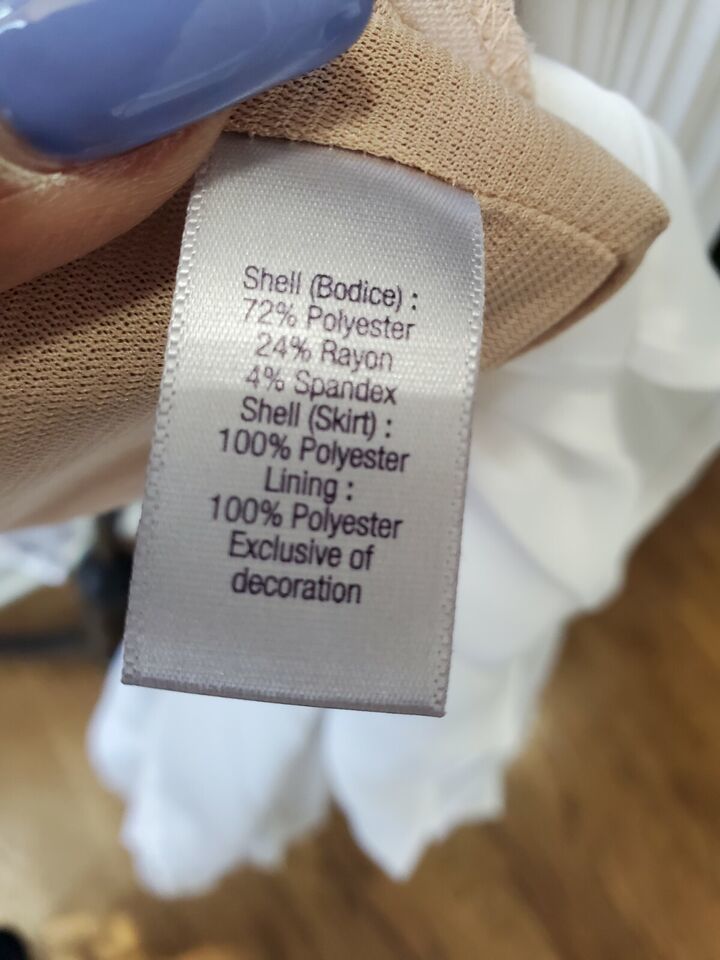 Shell (Bodice) :
72% Polyester
24% Rayon
4% Spandex
Shell (Skirt) :
100% Polyester
Lining :
100% Polyester
Exclusive of
decoration